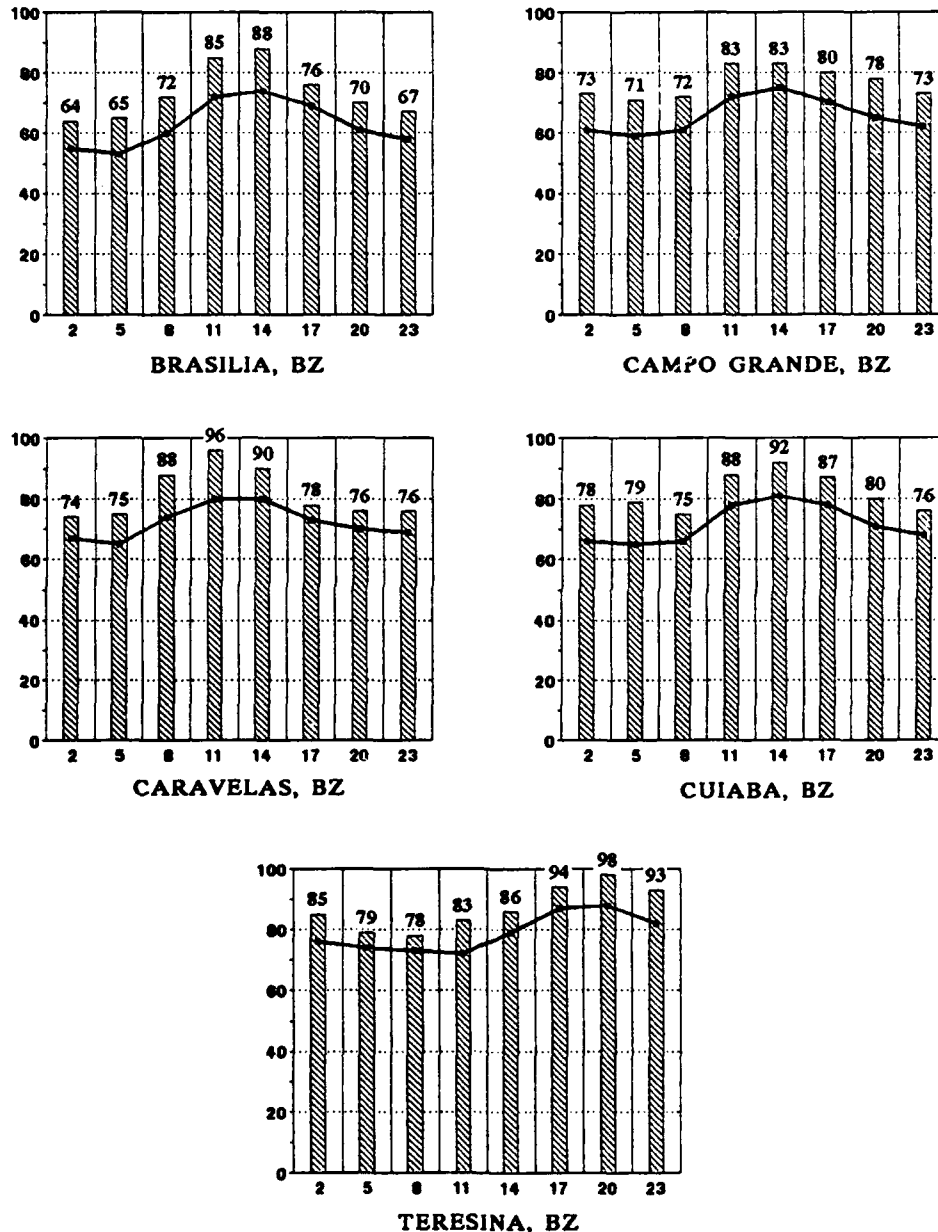 100
80
60
40
20
0
64 65 72 85 88 76 70 67
2 5 8 11 14 17 20 23
BRASILIA, BZ
100
80
60
40
20
0
73 71 72 83 83 80 78 73
2 5 8 11 14 17 20 23
CAMPO GRANDE, BZ
100
80
60
40
20
0
74 75 88 96 90 78 76 76
2 5 8 11 14 17 20 23
CARAVELAS, BZ
100
80
60
40
20
0
78 79 75 88 92 87 80 76
2 5 8 11 14 17 20 23
CUIABA, BZ
100
80
60
40
20
0
85 79 78 83 86 94 98 93
2 5 8 11 14 17 20 23
TERESINA, BZ